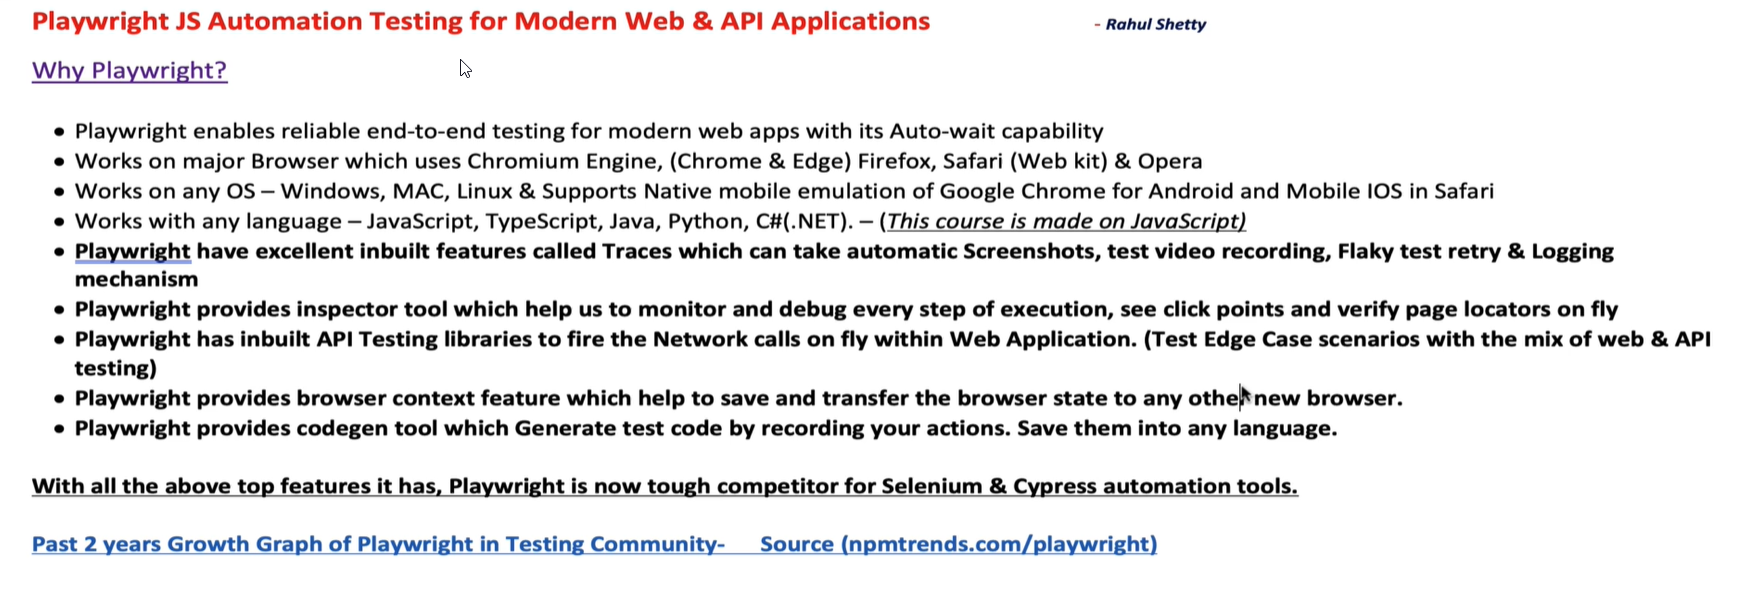 Playwright JS Automation Testing for Modern Web & API Applications - Rahul Shetty
Why Playwright?
• Playwright enables reliable end-to-end testing for modern web apps with its Auto-wait capability
• Works on major Browser which uses Chromium Engine, (Chrome & Edge) Firefox, Safari (Web kit) & Opera
• Works on any OS – Windows, MAC, Linux & Supports Native mobile emulation of Google Chrome for Android and Mobile IOS in Safari
• Works with any language – JavaScript, TypeScript, Java, Python, C#(.NET). – (This course is made on JavaScript)
• Playwright have excellent inbuilt features called Traces which can take automatic Screenshots, test video recording, Flaky test retry & Logging
mechanism
• Playwright provides inspector tool which help us to monitor and debug every step of execution, see click points and verify page locators on fly
• Playwright has inbuilt API Testing libraries to fire the Network calls on fly within Web Application. (Test Edge Case scenarios with the mix of web & API
testing)
• Playwright provides browser context feature which help to save and transfer the browser state to any other new browser.
• Playwright provides codegen tool which Generate test code by recording your actions. Save them into any language.
With all the above top features it has, Playwright is now tough competitor for Selenium & Cypress automation tools.
Past 2 years Growth Graph of Playwright in Testing Community- Source (npmtrends.com/playwright)